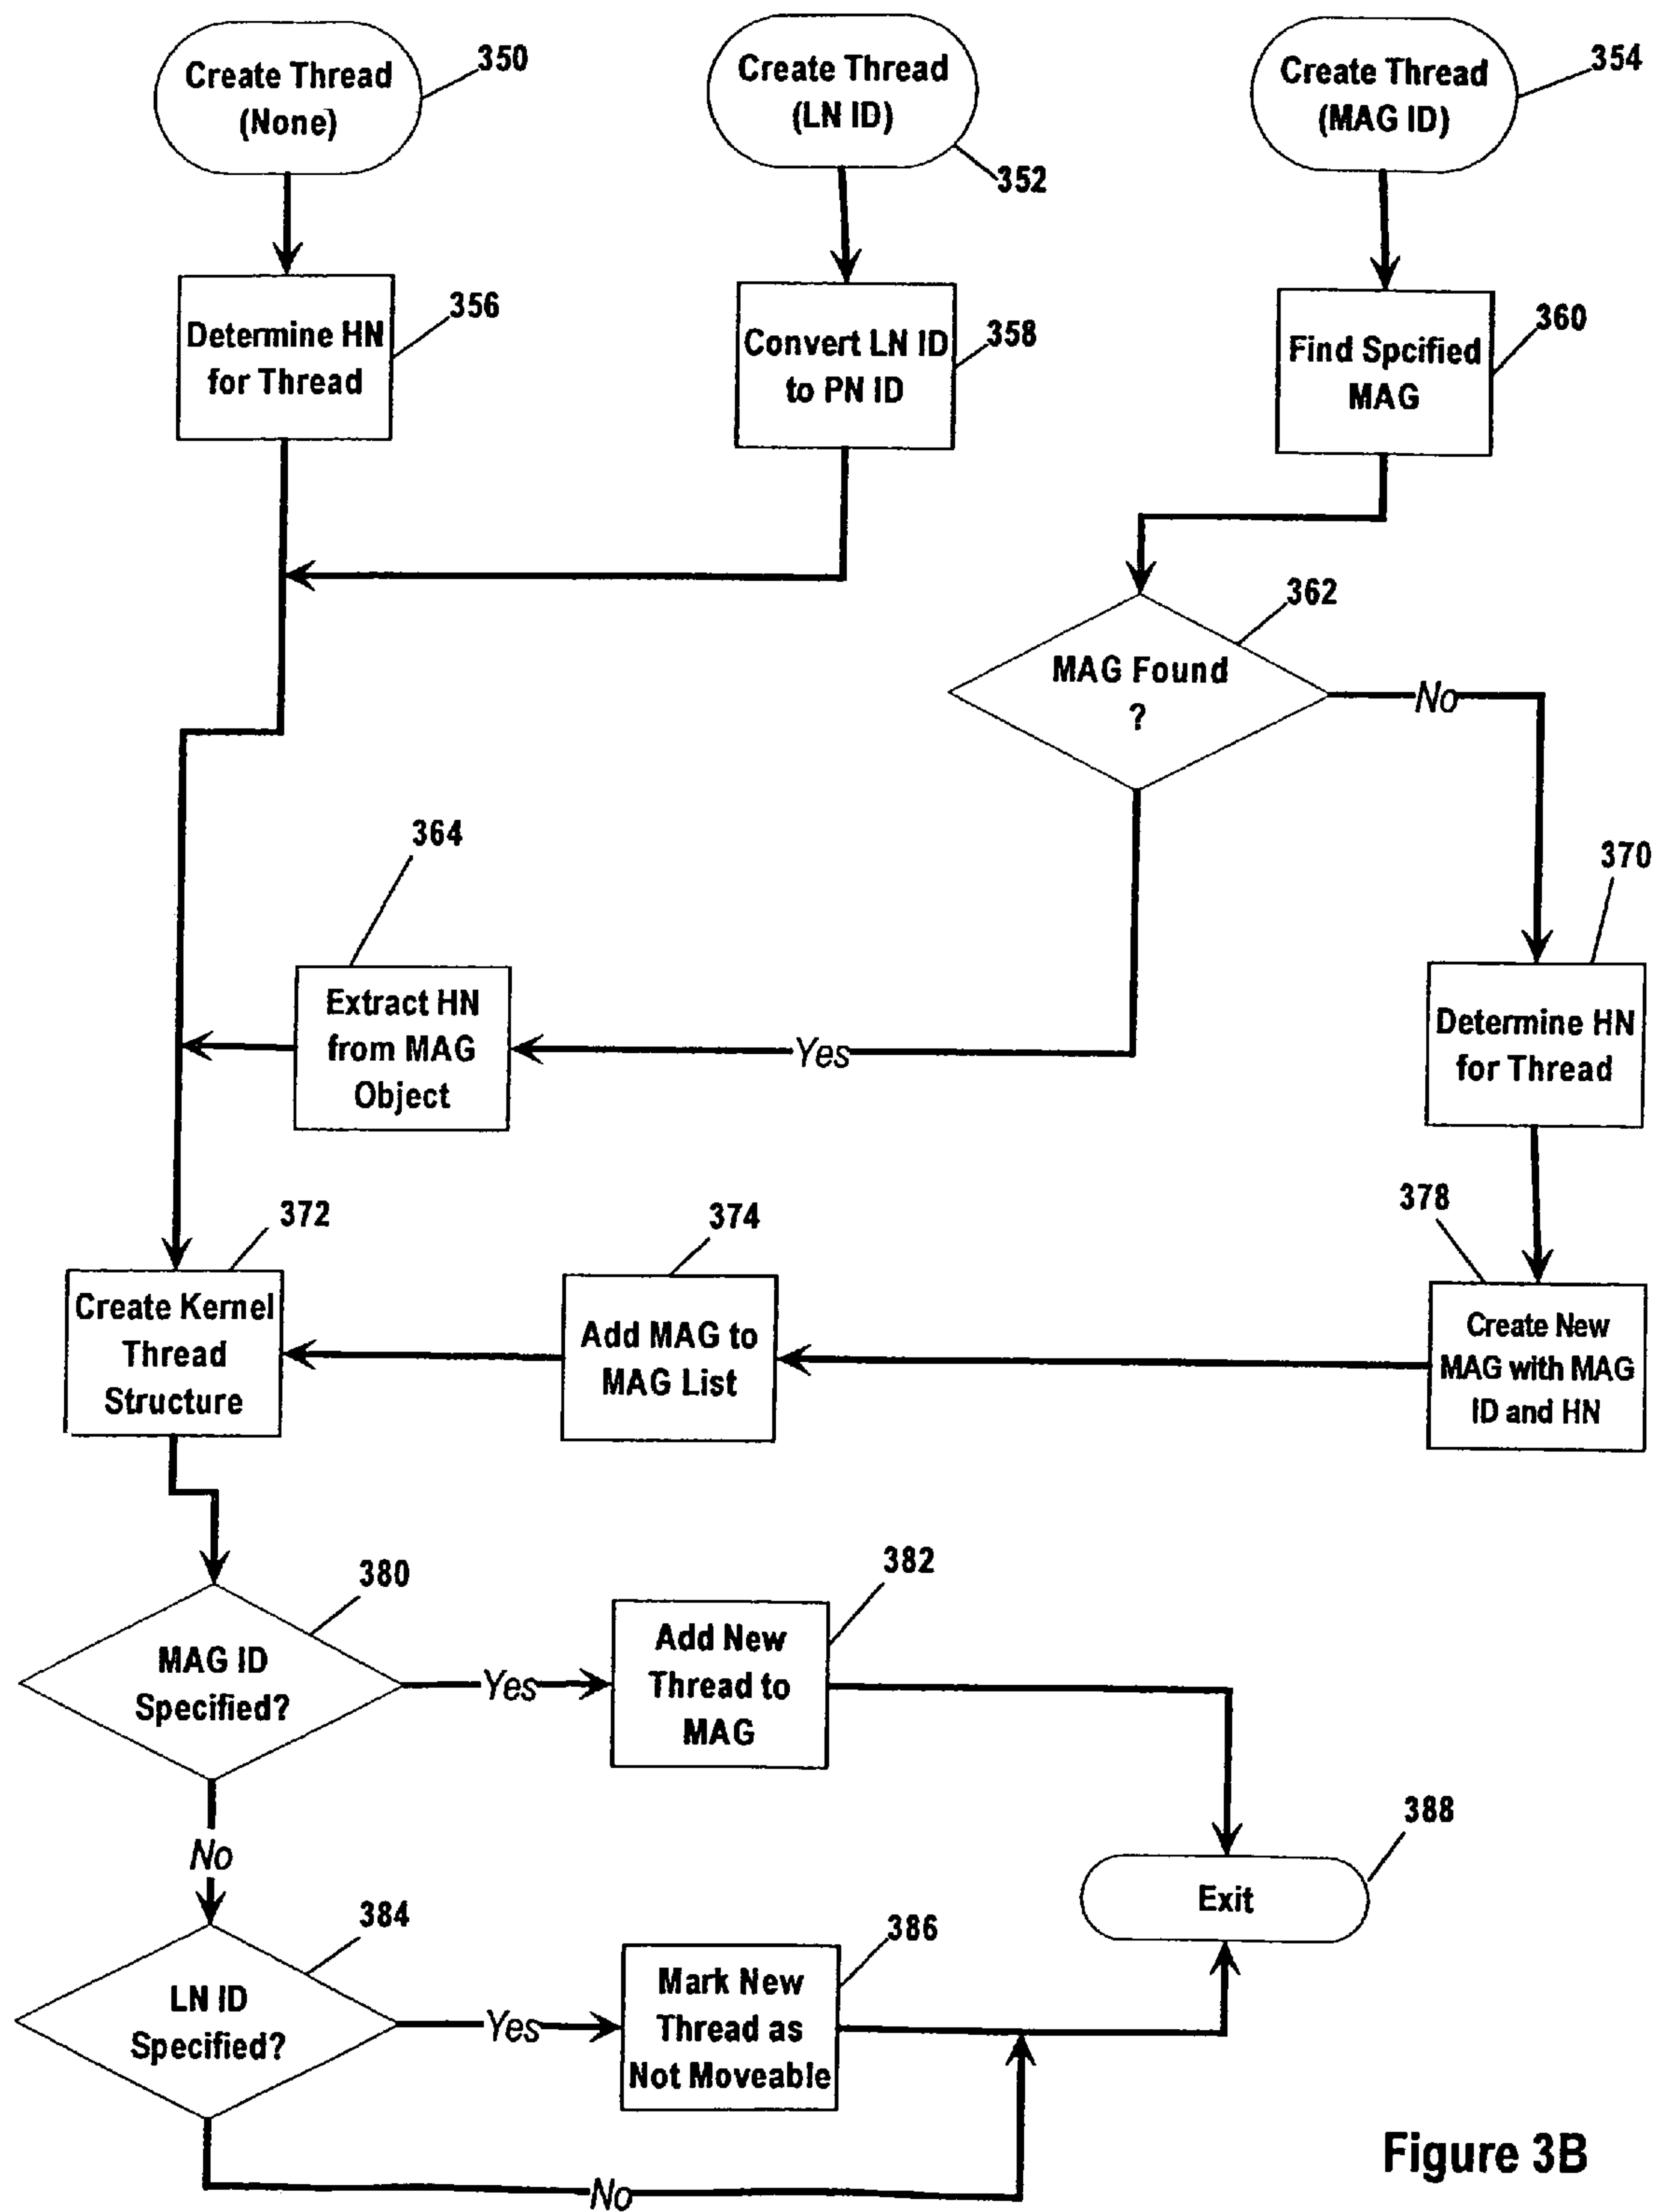 Create Thread
(None)
350
Create Thread
(LN ID)
352
Create Thread
(MAG ID)
354
Determine HN
for Thread
356
Convert LN ID
to PN ID
358
Find Spcified
MAG
360
MAG Found
?
362
No
Yes
364
Extract HN
from MAG
Object
370
Determine HN
for Thread
372
Create Kernel
Thread
Structure
374
Add MAG to
MAG List
378
Create New
MAG with MAG
ID and HN
380
MAG ID
Specified?
Yes
382
Add New
Thread to
MAG
No
388
Exit
384
LN ID
Specified?
Yes
386
Mark New
Thread as
Not Moveable
No
Figure 3B